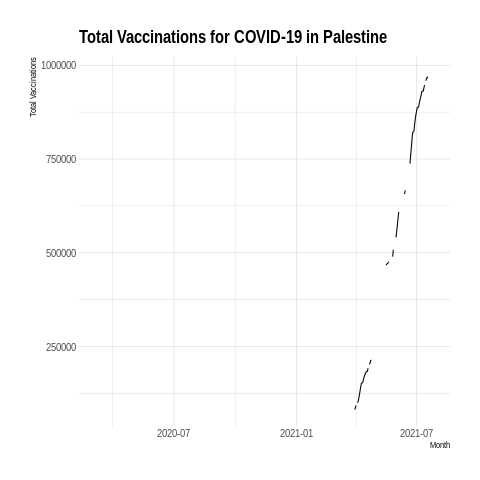 Total Vaccinations for COVID-19 in Palestine
Total Vaccinations
1000000
750000
500000
250000
2020-07
2021-01
2021-07
Month